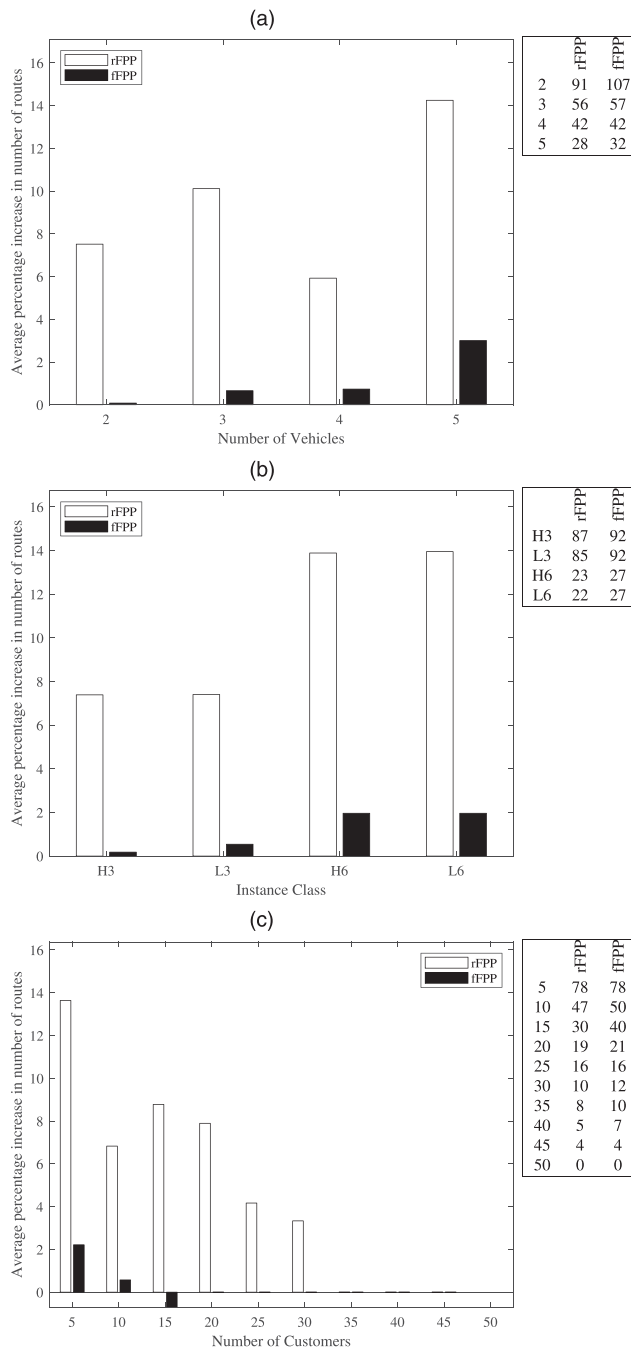 (a)
Average percentage increase in number of routes
16
14
12
10
8
6
4
2
0
rFPP
fFPP
2 3 4 5
Number of Vehicles
rFPP fFPP
2 91 107
3 56 57
4 42 42
5 28 32
(b)
Average percentage increase in number of routes
16
14
12
10
8
6
4
2
0
rFPP
fFPP
H3 L3 H6 L6
Instance Class
rFPP fFPP
H3 87 92
L3 85 92
H6 23 27
L6 22 27
(c)
Average percentage increase in number of routes
16
14
12
10
8
6
4
2
0
rFPP
fFPP
5 10 15 20 25 30 35 40 45 50
Number of Customers
rFPP fFPP
5 78 78
10 47 50
15 30 40
20 19 21
25 16 16
30 10 12
35 8 10
40 5 7
45 4 4
50 0 0